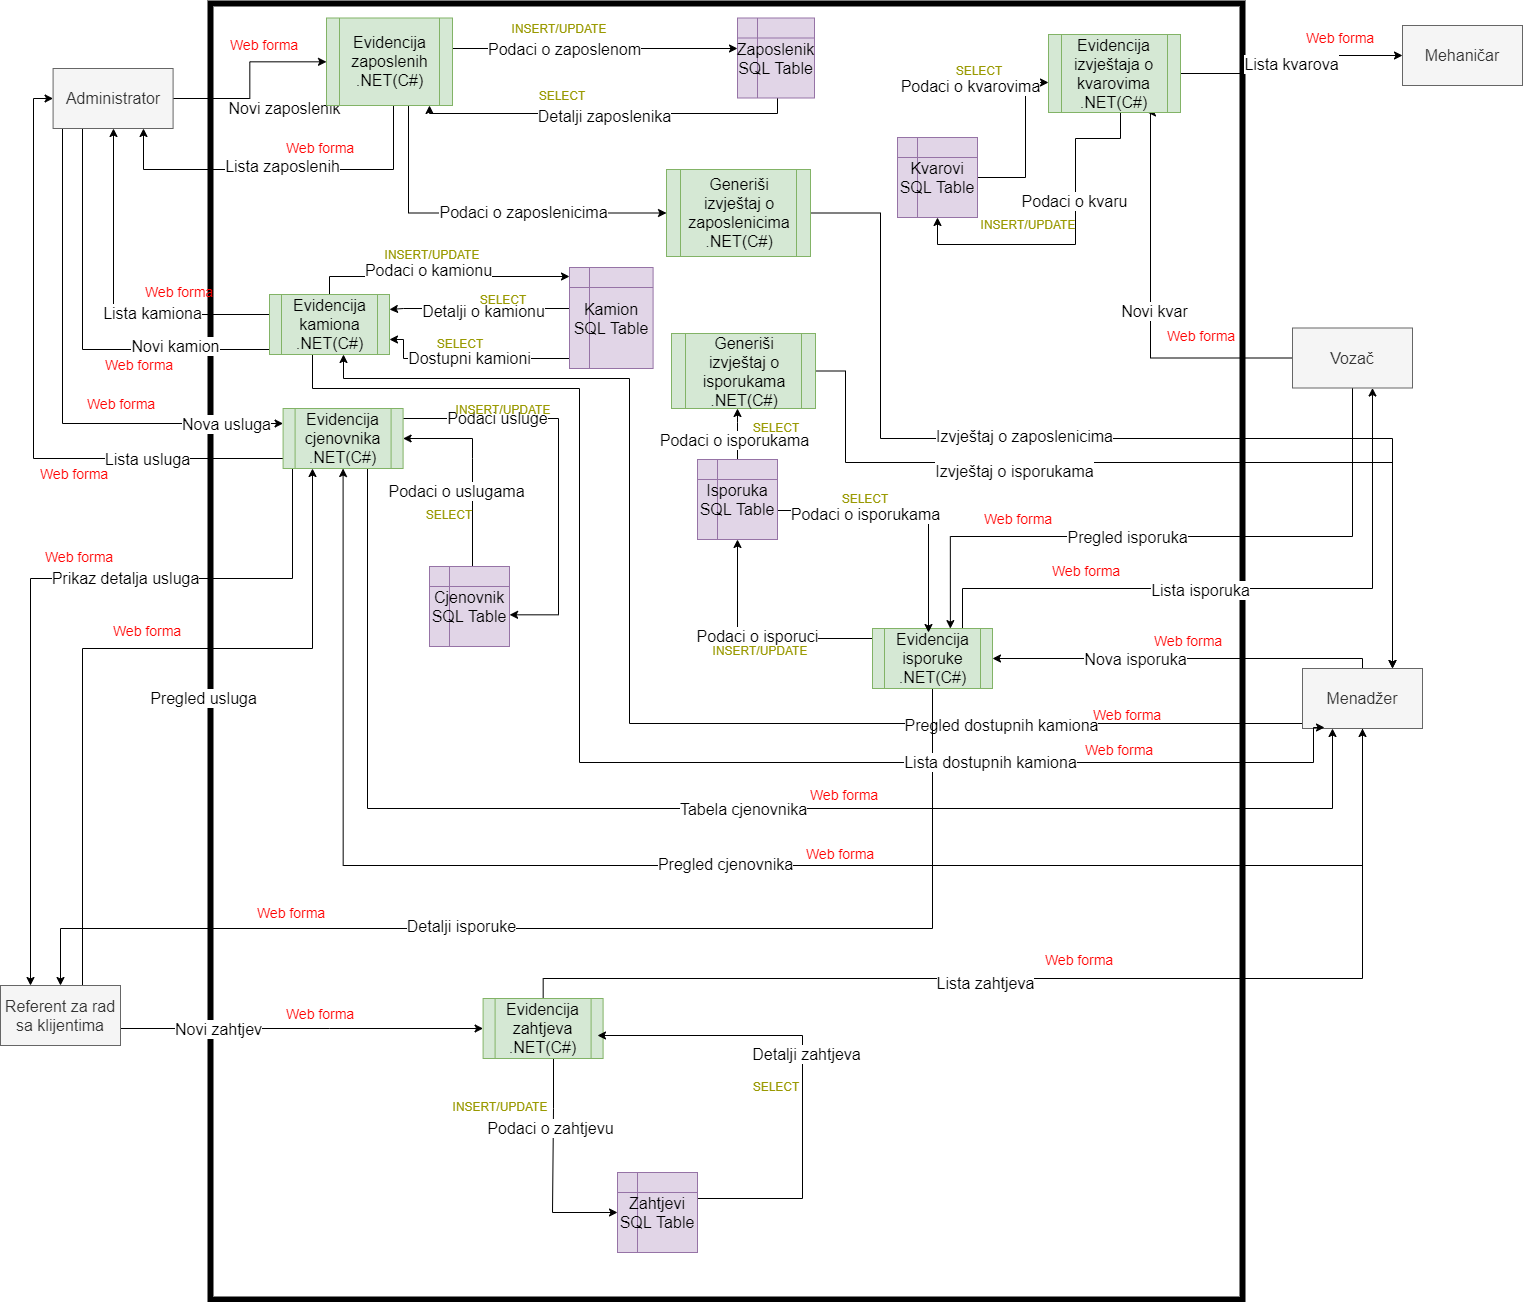 INSERT/UPDATE
Web forma
Evidencija
zaposlenih
.NET(C#)
Podaci o zaposlenom
Zaposlenik
SQL Table
Evidencija
izvještaja o
kvarovima
.NET(C#)
Web forma
Mehaničar
Lista kvarova
SELECT
Podaci o kvarovima
Administrator
Novi zaposlenik
SELECT
Detalji zaposlenika
Web forma
Lista zaposlenih
Kvarovi
SQL Table
Podaci o kvaru
INSERT/UPDATE
Podaci o zaposlenicima
Generiši
izvještaj o
zaposlenicima
.NET(C#)
INSERT/UPDATE
Podaci o kamionu
Web forma
Lista kamiona
Evidencija
kamiona
.NET(C#)
SELECT
Detalji o kamionu
Kamion
SQL Table
SELECT
Dostupni kamioni
Novi kamion
Web forma
Novi kvar
Web forma
Vozač
Generiši
izvještaj o
isporukama
.NET(C#)
Web forma
Nova usluga
Evidencija
cjenovnika
.NET(C#)
INSERT/UPDATE
Podaci usluge
SELECT
Podaci o isporukama
Izvještaj o zaposlenicima
Lista usluga
Web forma
Izvještaj o isporukama
Podaci o uslugama
SELECT
Isporuka
SQL Table
SELECT
Podaci o isporukama
Web forma
Pregled isporuka
Web forma
Prikaz detalja usluga
Web forma
Lista isporuka
Cjenovnik
SQL Table
Web forma
Podaci o isporuci
INSERT/UPDATE
Evidencija
isporuke
.NET(C#)
Web forma
Nova isporuka
Pregled usluga
Menadžer
Pregled dostupnih kamiona
Web forma
Lista dostupnih kamiona
Web forma
Web forma
Tabela cjenovnika
Web forma
Pregled cjenovnika
Web forma
Detalji isporuke
Web forma
Lista zahtjeva
Referent za rad
sa klijentima
Web forma
Novi zahtjev
Evidencija
zahtjeva
.NET(C#)
Detalji zahtjeva
SELECT
INSERT/UPDATE
Podaci o zahtjevu
Zahtjevi
SQL Table